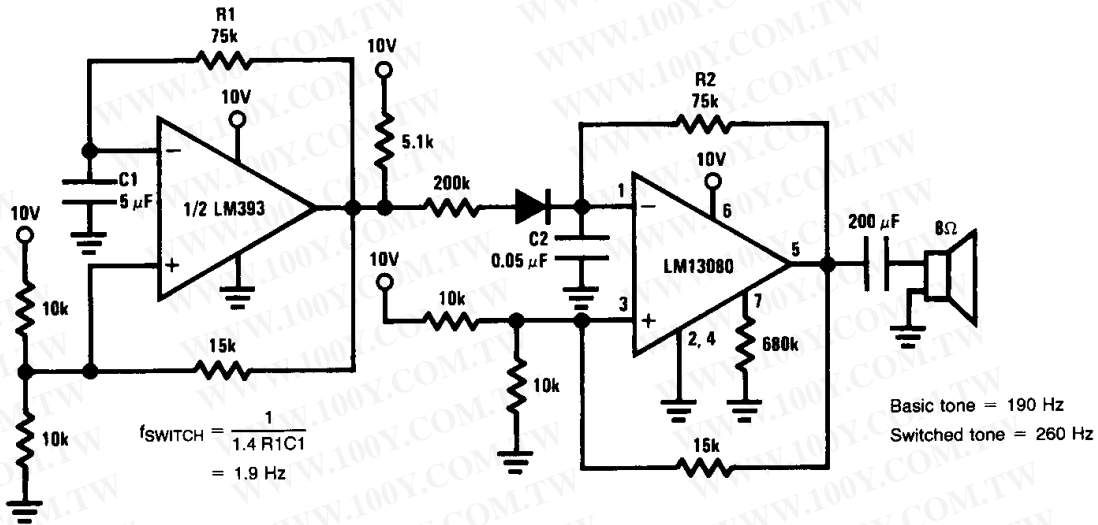 R1
75k
10V
10V
C1
5 μF
1/2 LM393
−
+
10V
10k
10k
15k
5.1k
200k
fSWITCH = 1 / 1.4 R1C1
= 1.9 Hz
R2
75k
10V
1
6
C2
0.05 μF
LM13080
−
+
5
7
3
2, 4
680k
10V
10k
10k
15k
200 μF
8Ω
Basic tone = 190 Hz
Switched tone = 260 Hz
WWW.100Y.COM.TW